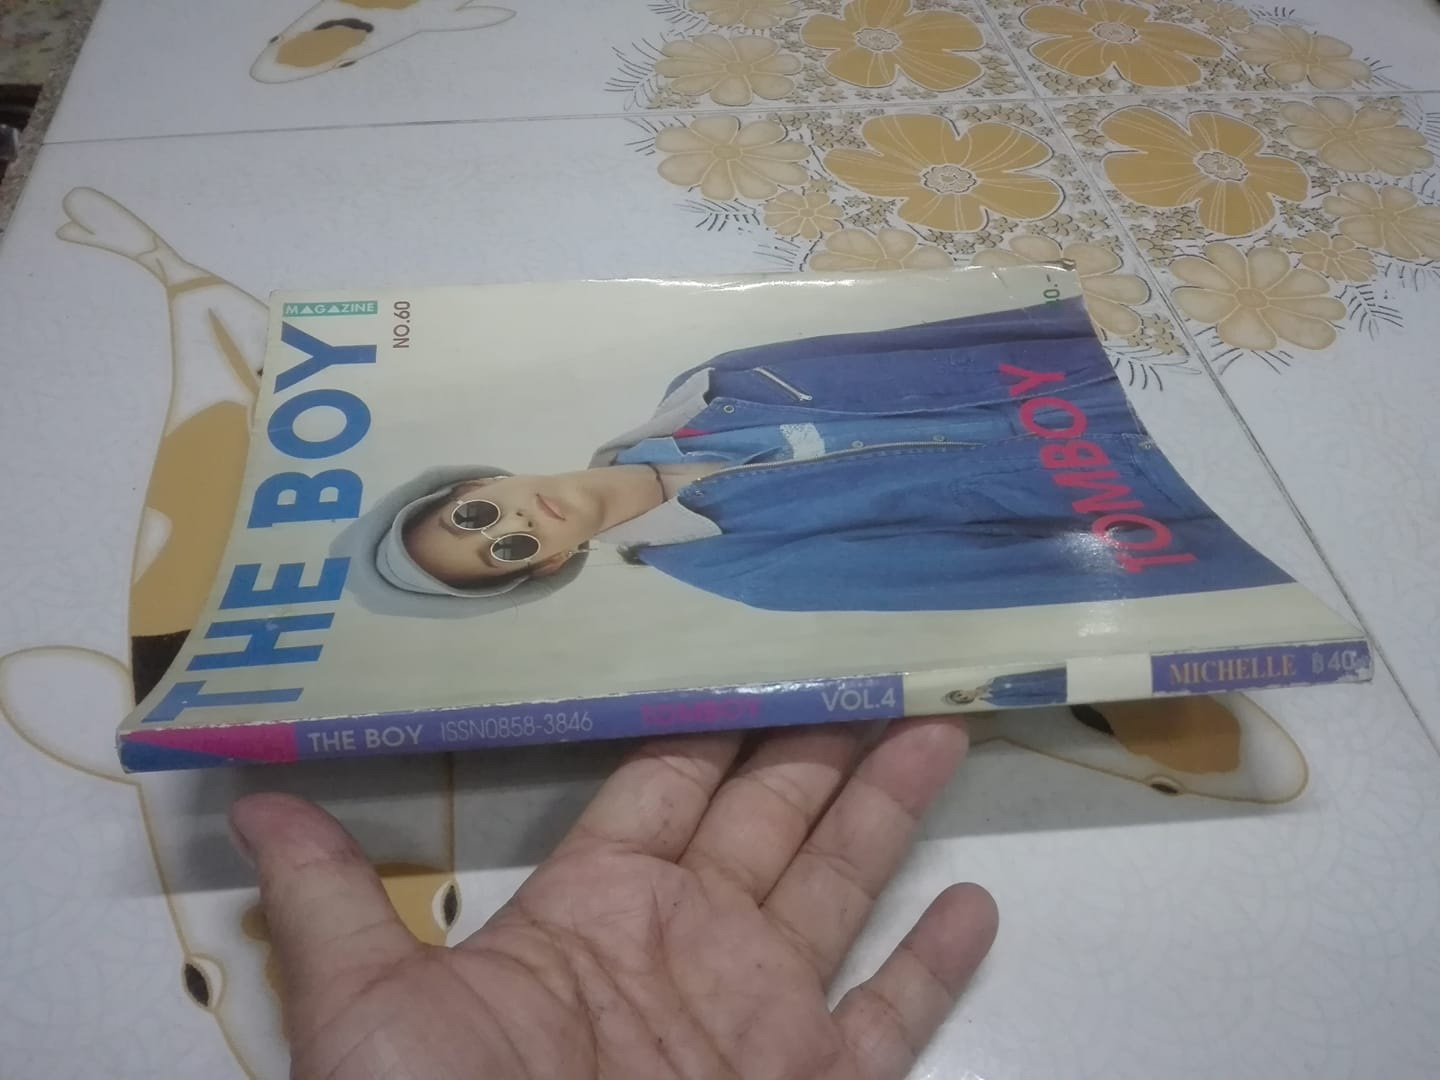 THE BOY
MAGAZINE
NO.60
TOMBOY
THE BOY ISSN0858-3846 TOMBOY VOL.4 MICHELLE ฿40